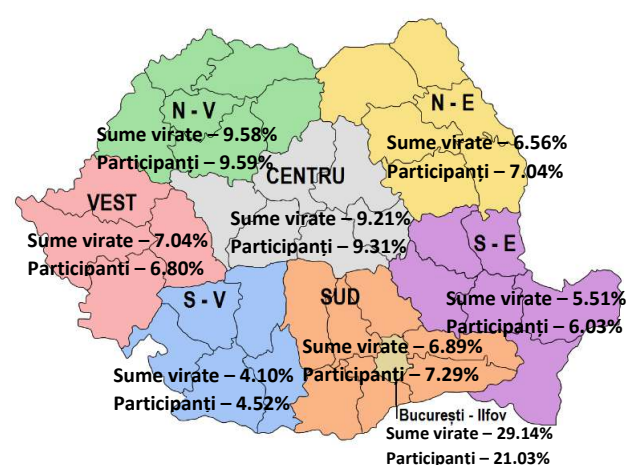 N - V
Sume virate – 9.58%
Participanți – 9.59%
N - E
Sume virate – 6.56%
Participanți – 7.04%
CENTRU
Sume virate – 9.21%
Participanți – 9.31%
VEST
Sume virate – 7.04%
Participanti – 6.80%
S - E
Sume virate – 5.51%
Participanți – 6.03%
S - V
Sume virate – 4.10%
Participanți – 4.52%
SUD
Sume virate – 6.89%
Participanți – 7.29%
București - Ilfov
Sume virate – 29.14%
Participanti – 21.03%